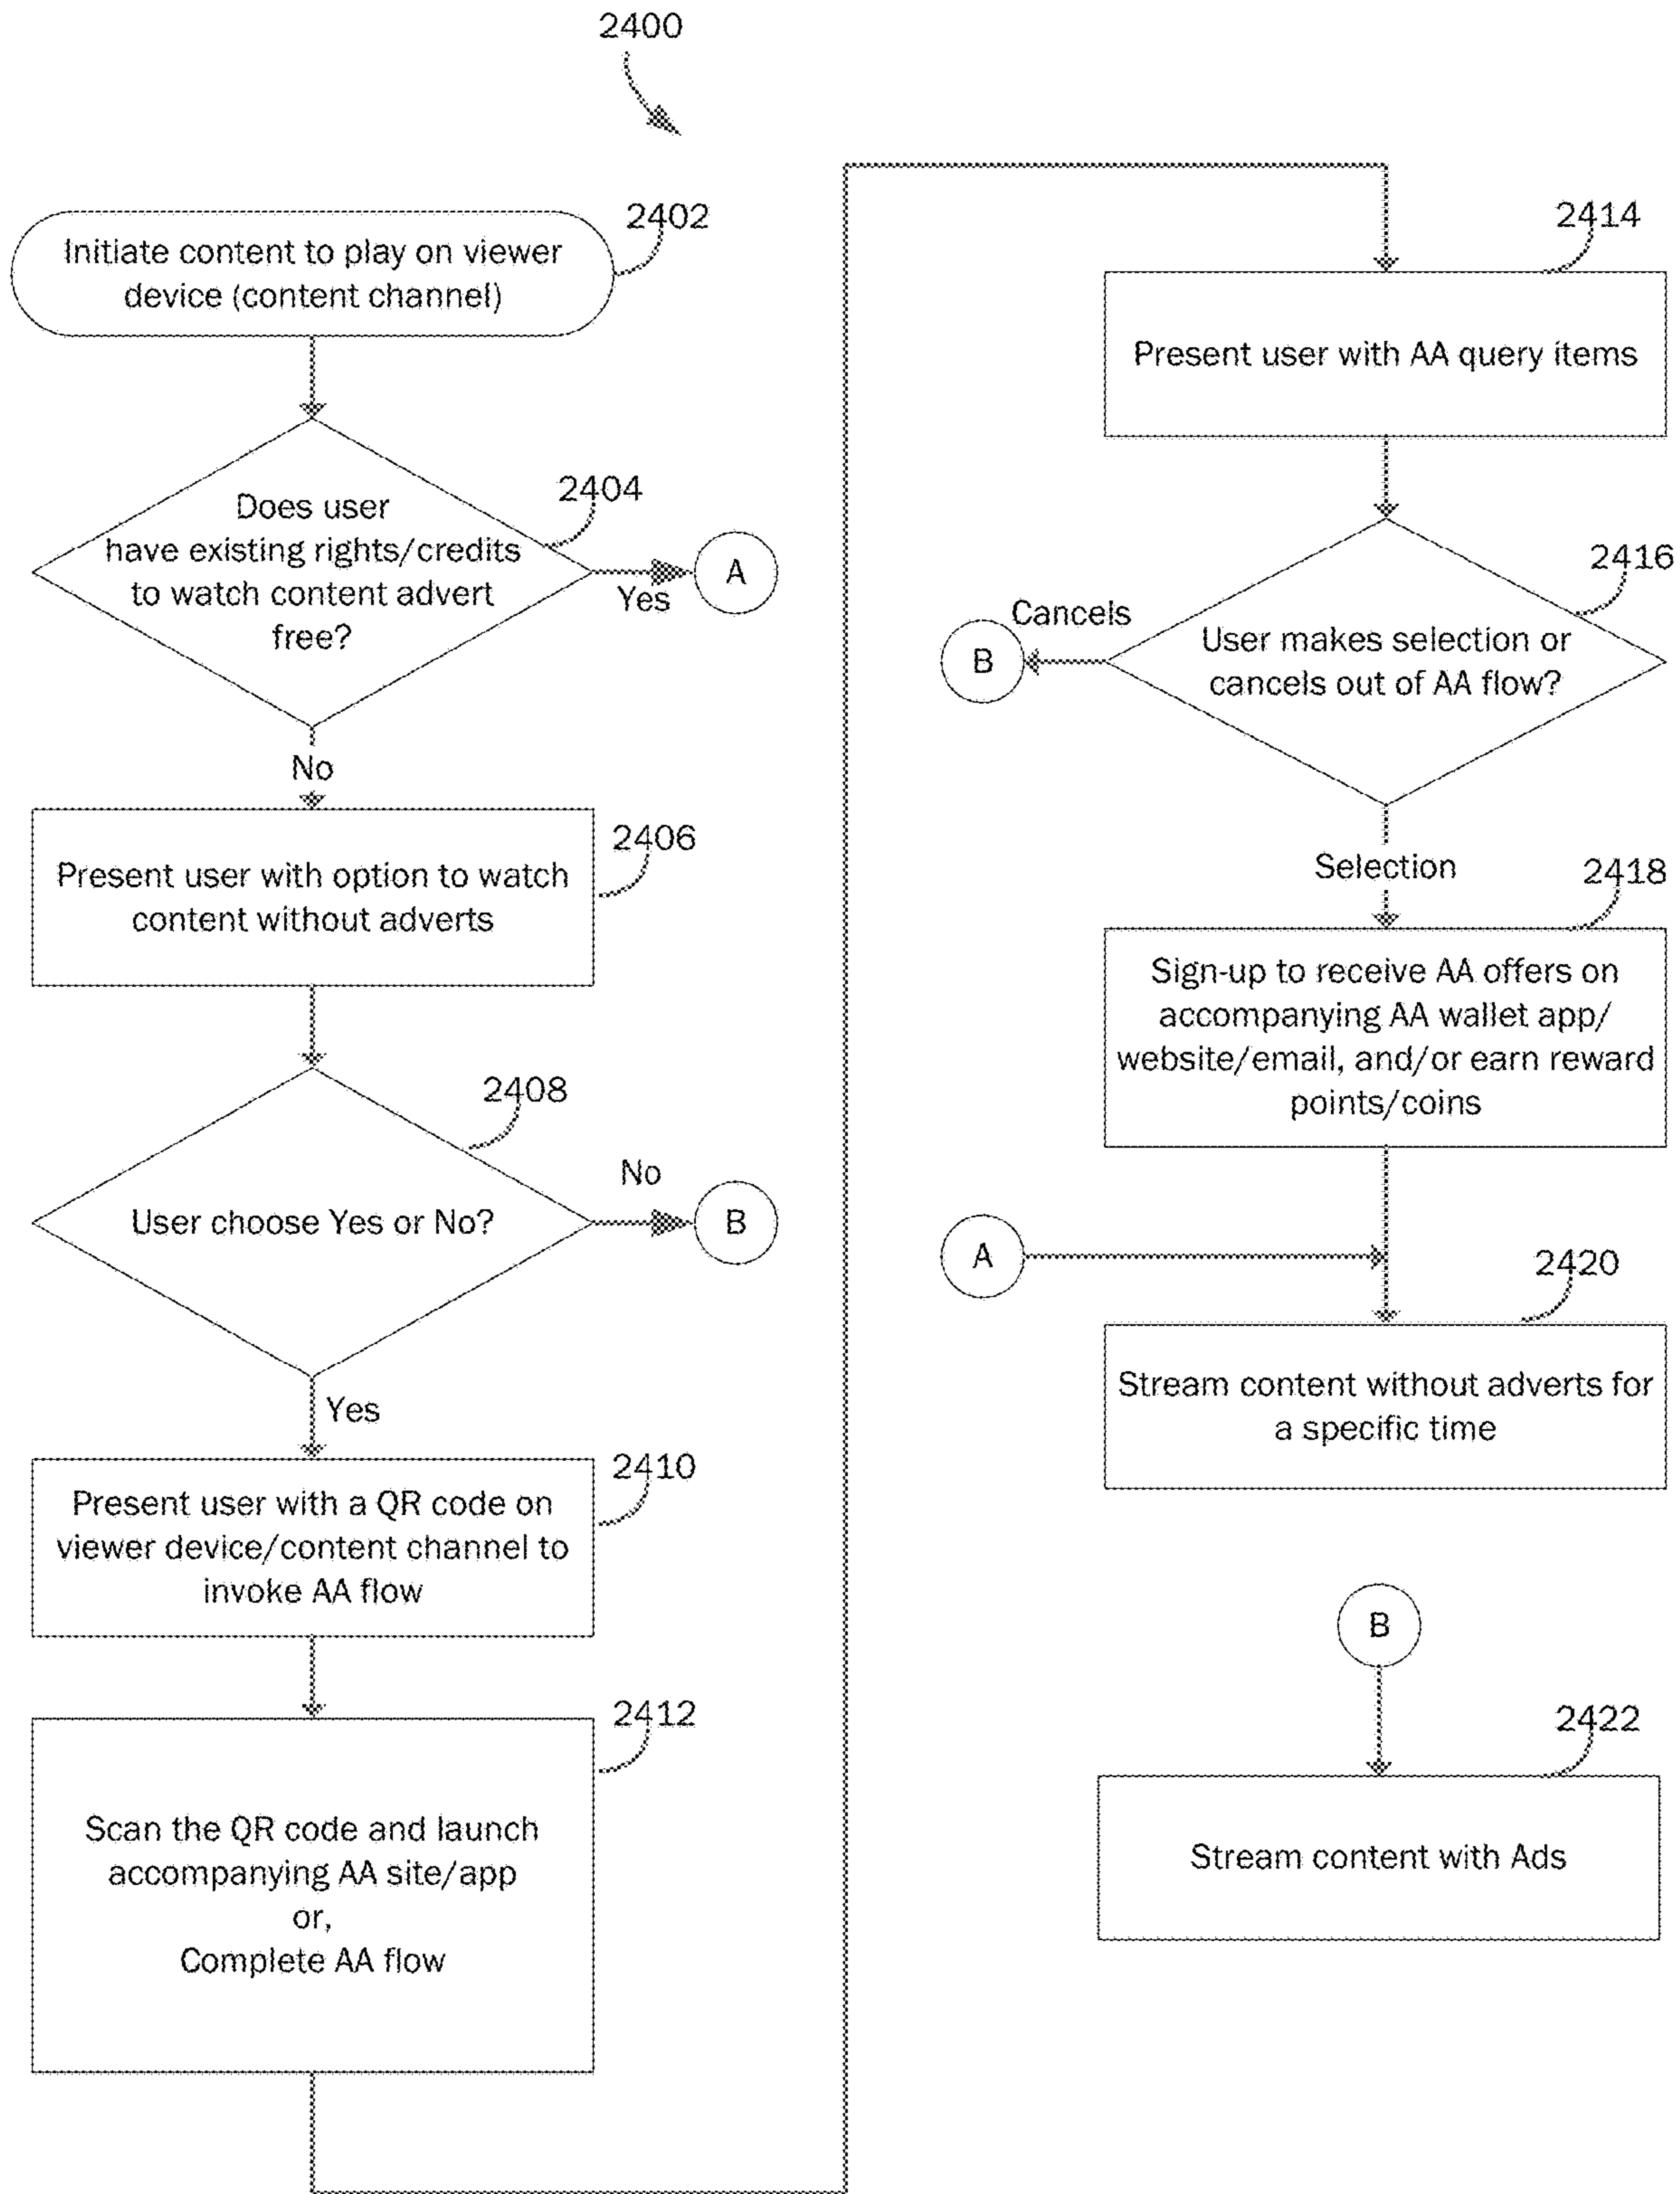 2400
2402
Initiate content to play on viewer
device (content channel)
2404
Does user
have existing rights/credits
to watch content advert
free?
Yes
A
No
2406
Present user with option to watch
content without adverts
2408
User choose Yes or No?
No
B
Yes
2410
Present user with a QR code on
viewer device/content channel to
invoke AA flow
2412
Scan the QR code and launch
accompanying AA site/app
or,
Complete AA flow
2414
Present user with AA query items
2416
User makes selection or
cancels out of AA flow?
Cancels
B
Selection
2418
Sign-up to receive AA offers on
accompanying AA wallet app/
website/email, and/or earn reward
points/coins
A
2420
Stream content without adverts for
a specific time
B
2422
Stream content with Ads